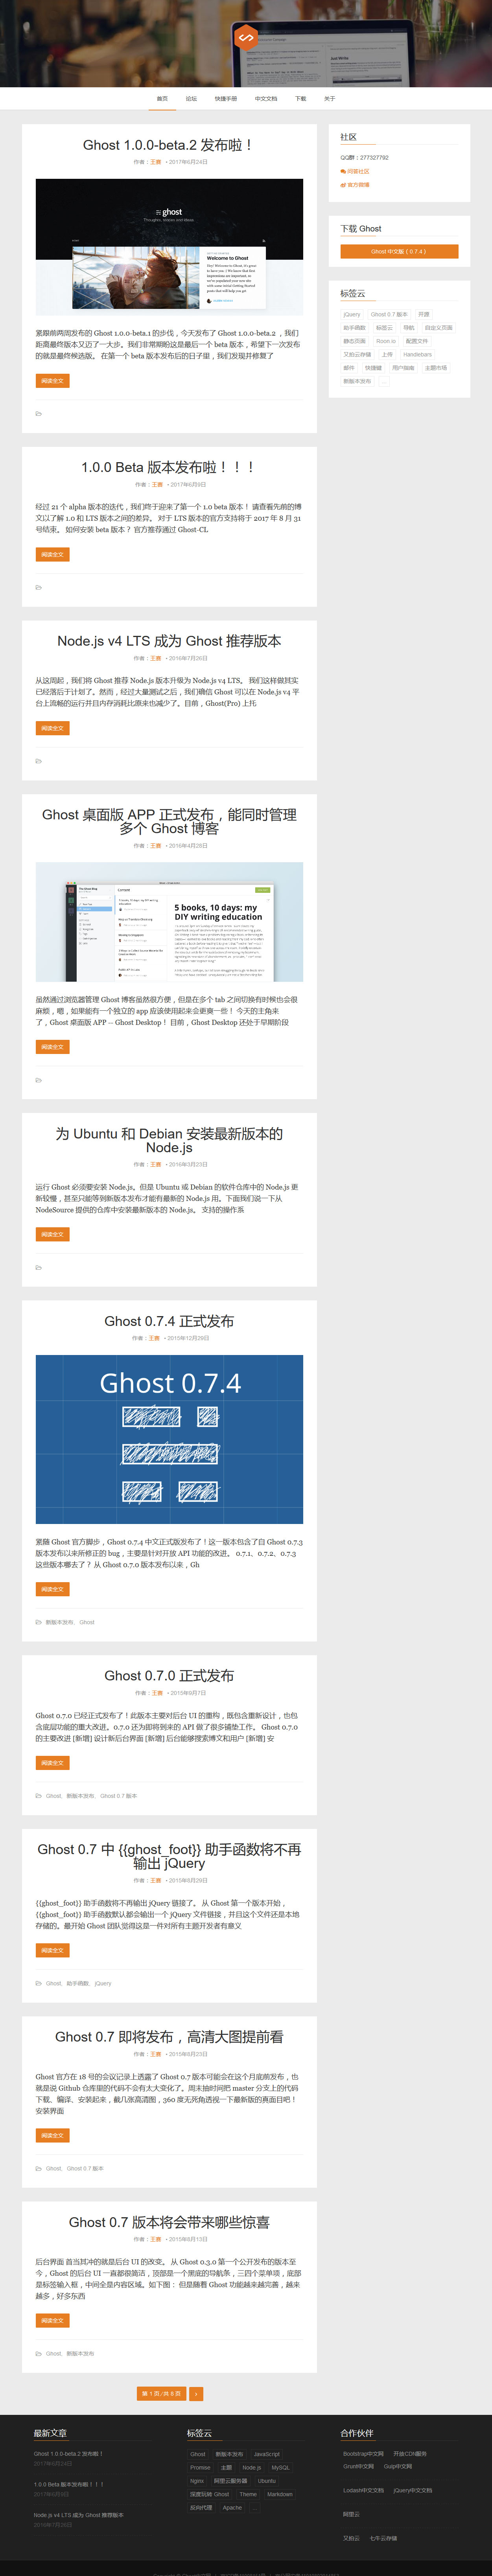 首页 论坛 快捷手册 中文文档 下载 关于
Ghost 1.0.0-beta.2 发布啦！
作者：王赛 • 2017年6月24日
ghost
Thoughts, stories and ideas.
Welcome to Ghost
紧跟前两周发布的 Ghost 1.0.0-beta.1 的步伐，今天发布了 Ghost 1.0.0-beta.2 ，我们
距离最终版本又迈了一大步。我们非常期盼这是最后一个 beta 版本，希望下一次发布
的就是最终候选版。 在第一个 beta 版本发布后的日子里，我们发现并修复了
阅读全文
1.0.0 Beta 版本发布啦！！！
作者：王赛 • 2017年6月9日
经过 21 个 alpha 版本的迭代，我们终于迎来了第一个 1.0 beta 版本！ 请查看先前的博
文以了解 1.0 和 LTS 版本之间的差异。 对于 LTS 版本的官方支持将于 2017 年 8 月 31
号结束。 如何安装 beta 版本？ 官方推荐通过 Ghost-CL
阅读全文
Node.js v4 LTS 成为 Ghost 推荐版本
作者：王赛 • 2016年7月26日
从这周起，我们将 Ghost 推荐 Node.js 版本升级为 Node.js v4 LTS。 我们这样做其实
已经落后于计划了。然而，经过大量测试之后，我们确信 Ghost 可以在 Node.js v4 平
台上流畅的运行并且内存消耗比原来也减少了。目前，Ghost(Pro) 上托
阅读全文
Ghost 桌面版 APP 正式发布，能同时管理
多个 Ghost 博客
作者：王赛 • 2016年4月28日
5 books, 10 days: my
DIY writing education
虽然通过浏览器管理 Ghost 博客虽然很方便，但是在多个 tab 之间切换有时候也会很
麻烦，嗯，如果能有一个独立的 app 应该使用起来会更爽一些！ 今天的主角来
了，Ghost 桌面版 APP -- Ghost Desktop！ 目前，Ghost Desktop 还处于早期阶段
阅读全文
为 Ubuntu 和 Debian 安装最新版本的
Node.js
作者：王赛 • 2016年3月23日
运行 Ghost 必须要安装 Node.js。但是 Ubuntu 或 Debian 的软件仓库中的 Node.js 更
新较慢，甚至只能等到新版本发布才能有最新的 Node.js 用。下面我们说一下从
NodeSource 提供的仓库中安装最新版本的 Node.js。 支持的操作系
阅读全文
Ghost 0.7.4 正式发布
作者：王赛 • 2015年12月29日
Ghost 0.7.4
紧随 Ghost 官方脚步，Ghost 0.7.4 中文正式版发布了！这一版本包含了自 Ghost 0.7.3
版本发布以来所修正的 bug，主要是针对开放 API 功能的改进。 0.7.1、0.7.2、0.7.3
这些版本哪去了？ 从 Ghost 0.7.0 版本发布以来，Gh
阅读全文
新版本发布、 Ghost
Ghost 0.7.0 正式发布
作者：王赛 • 2015年9月7日
Ghost 0.7.0 已经正式发布了！此版本主要对后台 UI 的重构，既包含重新设计，也包
含底层功能的重大改进。0.7.0 还为即将到来的 API 做了很多铺垫工作。 Ghost 0.7.0
的主要改进 [新增] 设计新后台界面 [新增] 后台能够搜索博文和用户 [新增] 安
阅读全文
Ghost、 新版本发布、 Ghost 0.7 版本
Ghost 0.7 中 {{ghost_foot}} 助手函数将不再
输出 jQuery
作者：王赛 • 2015年8月29日
{{ghost_foot}} 助手函数将不再输出 jQuery 链接了。 从 Ghost 第一个版本开始，
{{ghost_foot}} 助手函数默认都会输出一个 jQuery 文件链接，并且这个文件还是本地
存储的。最开始 Ghost 团队觉得这是一件对所有主题开发者有意义
阅读全文
Ghost、 助手函数、 jQuery
Ghost 0.7 即将发布，高清大图提前看
作者：王赛 • 2015年8月23日
Ghost 官方在 18 号的会议记录上透露了 Ghost 0.7 版本可能会在这个月底前发布，也
就是说 Github 仓库里的代码不会有太大变化了。周末抽时间把 master 分支上的代码
下载、编译、安装起来，截几张高清图，360 度无死角透视一下最新版的真面目吧！
安装界面
阅读全文
Ghost、 Ghost 0.7 版本
Ghost 0.7 版本将会带来哪些惊喜
作者：王赛 • 2015年8月13日
后台界面 首当其冲的就是后台 UI 的改变。 从 Ghost 0.3.0 第一个公开发布的版本至
今，Ghost 的后台 UI 一直都很简洁，顶部是一个黑底的导航条，三四个菜单项，底部
是标签输入框，中间全是内容区域。如下图： 但是随着 Ghost 功能越来越完善，越来
越多，好多东西
阅读全文
Ghost、 新版本发布
第 1 页 ⁄ 共 8 页 ›
社区
QQ群：277327792
问答社区
官方微博
下载 Ghost
Ghost 中文版（0.7.4）
标签云
jQuery Ghost 0.7 版本 开源
助手函数 标签云 导航 自定义页面
静态页面 Roon.io 配置文件
又拍云存储 上传 Handlebars
邮件 快捷键 用户指南 主题市场
新版本发布 ...
最新文章
Ghost 1.0.0-beta.2 发布啦！
2017年6月24日
1.0.0 Beta 版本发布啦！！！
2017年6月9日
Node.js v4 LTS 成为 Ghost 推荐版本
2016年7月26日
标签云
Ghost 新版本发布 JavaScript
Promise 主题 Node.js MySQL
Nginx 阿里云服务器 Ubuntu
深度玩转 Ghost Theme Markdown
反向代理 Apache ...
合作伙伴
Bootstrap中文网 开放CDN服务
Grunt中文网 Gulp中文网
Lodash中文文档 jQuery中文文档
阿里云
又拍云 七牛云存储